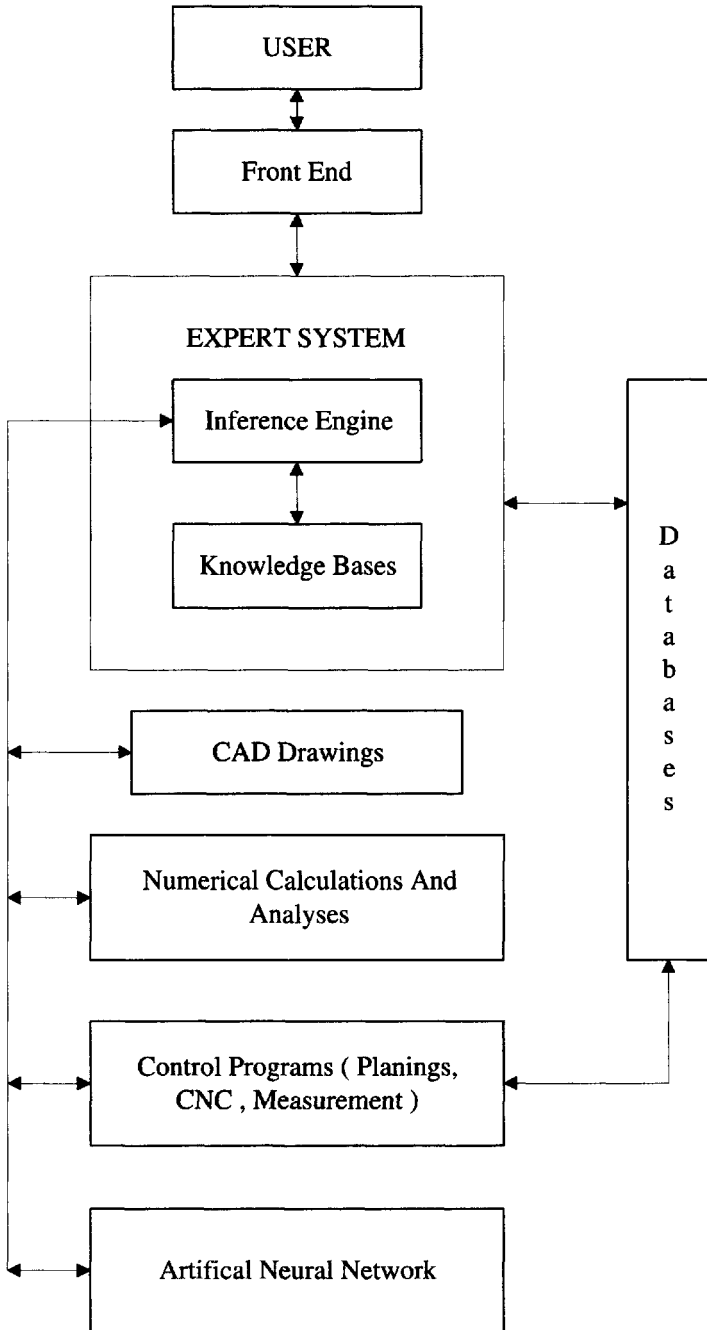 USER
Front End
EXPERT SYSTEM
Inference Engine
Knowledge Bases
Databases
CAD Drawings
Numerical Calculations And
Analyses
Control Programs ( Planings,
CNC , Measurement )
Artifical Neural Network